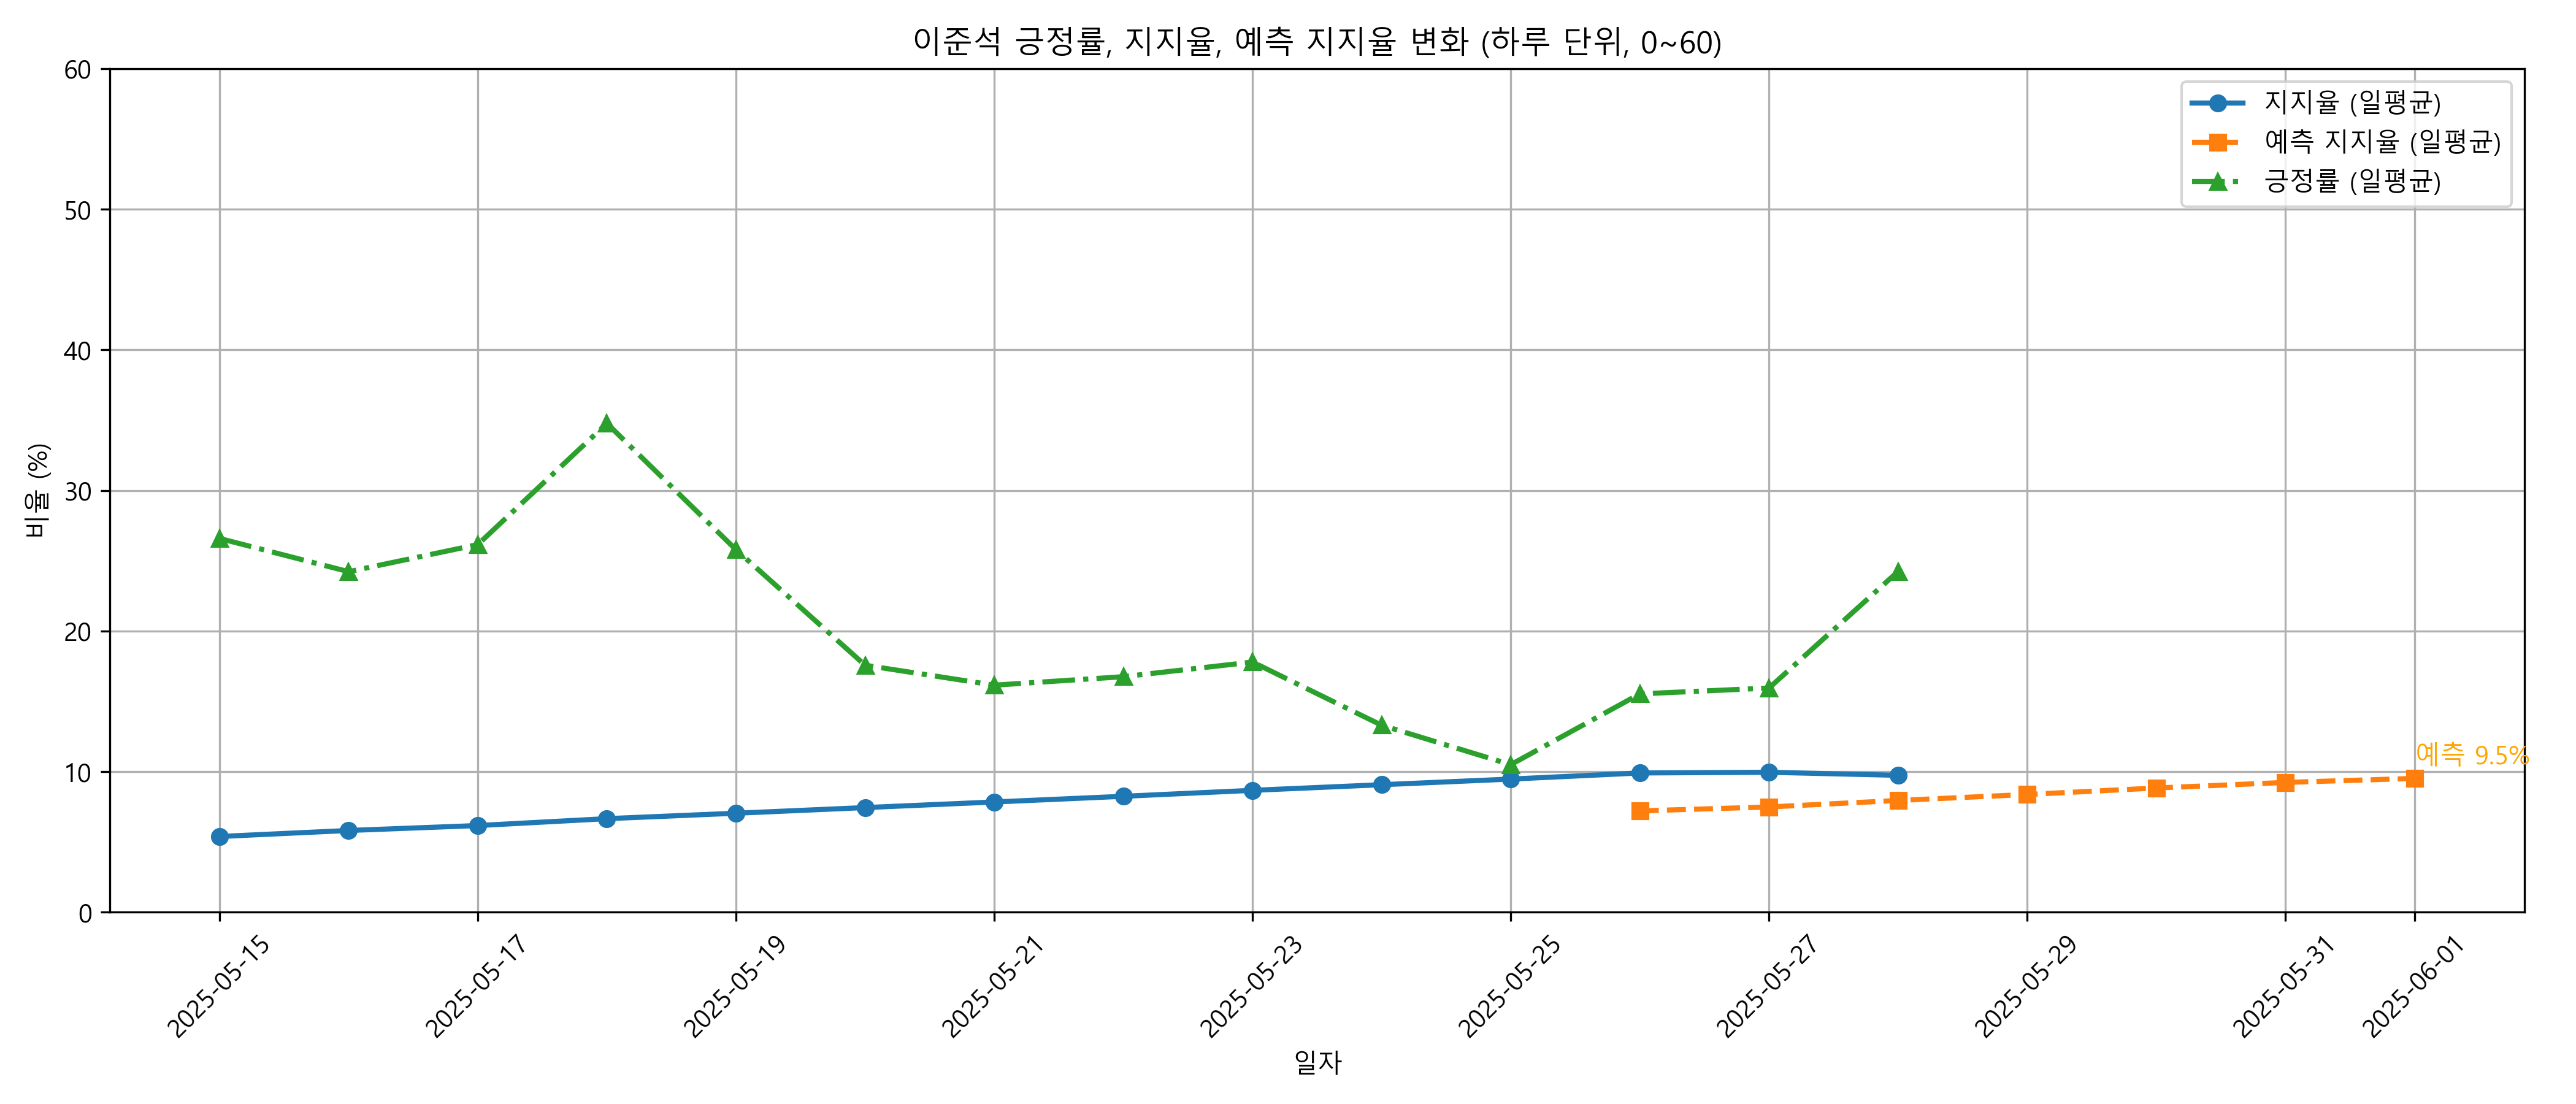 이준석 긍정률, 지지율, 예측 지지율 변화 (하루 단위, 0~60)
지지율 (일평균)
예측 지지율 (일평균)
긍정률 (일평균)
비율 (%)
60
50
40
30
20
10
0
예측 9.5%
2025-05-15
2025-05-17
2025-05-19
2025-05-21
2025-05-23
2025-05-25
2025-05-27
2025-05-29
2025-05-31
2025-06-01
일자